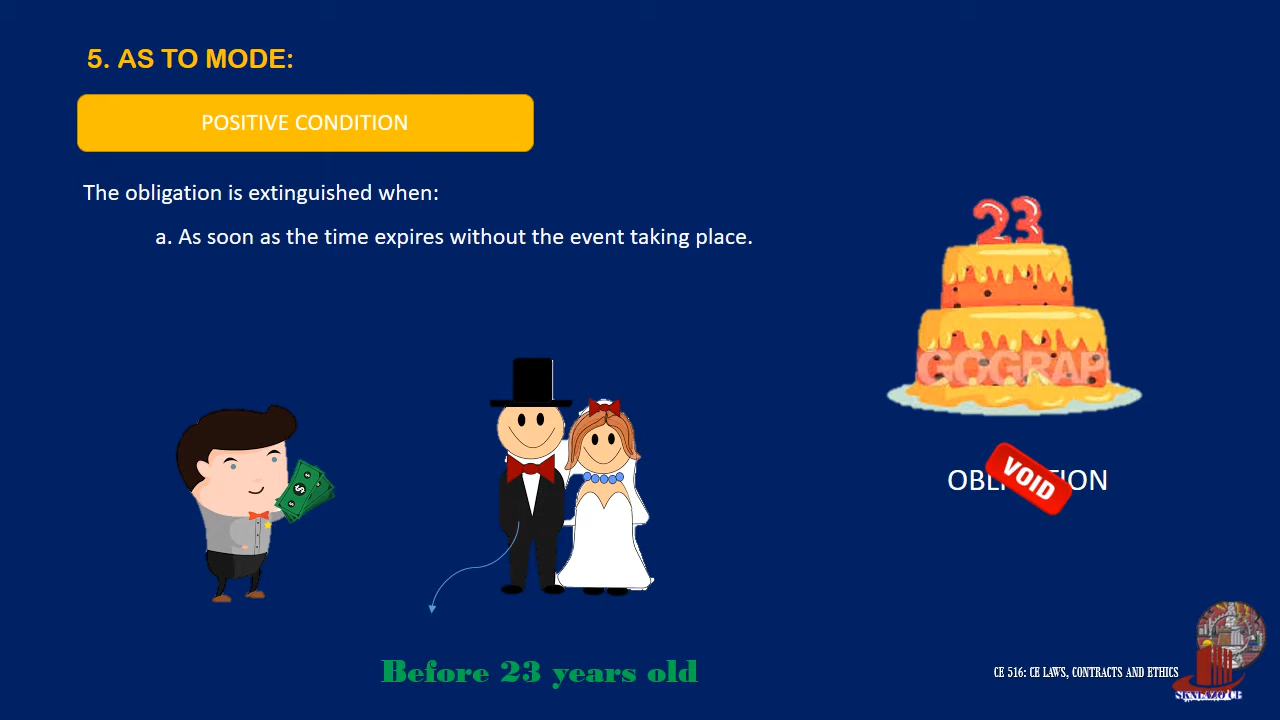 5. AS TO MODE:
POSITIVE CONDITION
The obligation is extinguished when:
a. As soon as the time expires without the event taking place.
23
GOGRAP
VOID
Before 23 years old
CE 516: CE LAWS, CONTRACTS AND ETHICS